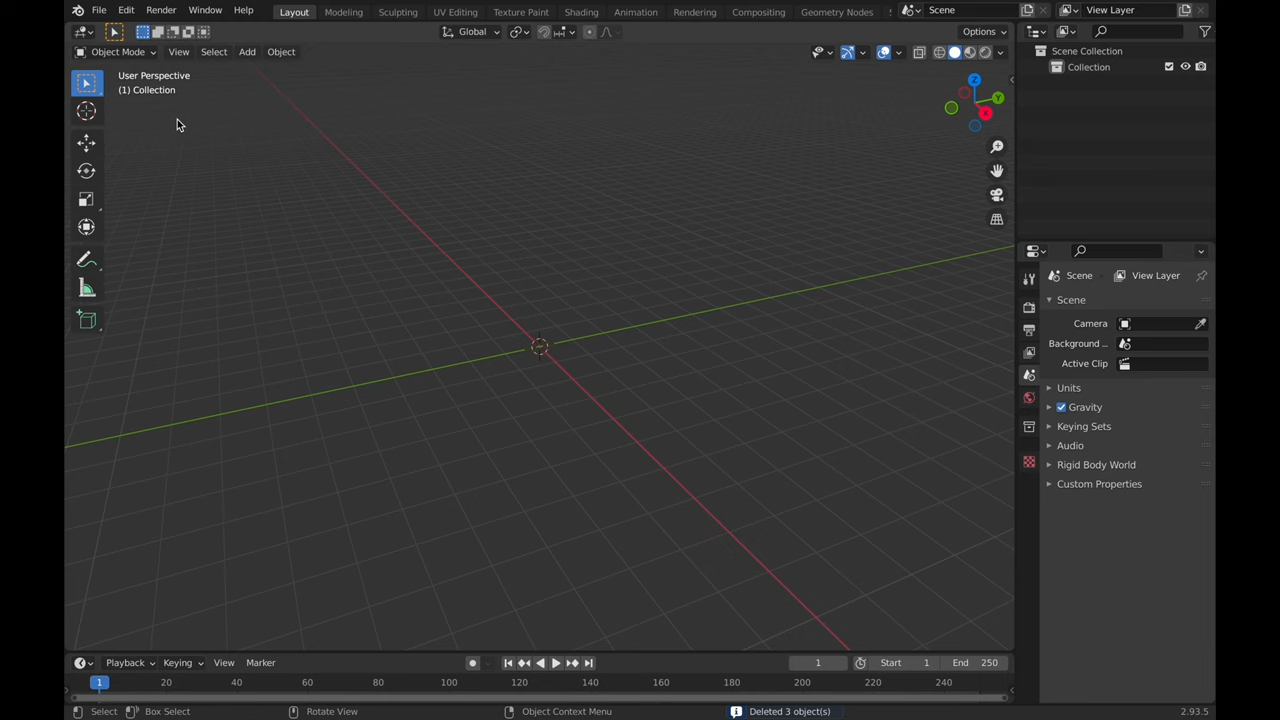 File Edit Render Window Help Layout Modeling Sculpting UV Editing Texture Paint Shading Animation Rendering Compositing Geometry Nodes Scene View Layer
Global Options
Object Mode View Select Add Object
User Perspective
(1) Collection
Z
Y
X
Scene Collection
Collection
Scene View Layer
Scene
Camera
Background ...
Active Clip
Units
Gravity
Keying Sets
Audio
Rigid Body World
Custom Properties
Playback Keying View Marker 1 Start 1 End 250
1 20 40 60 80 100 120 140 160 180 200 220 240
Select Box Select Rotate View Object Context Menu Deleted 3 object(s) 2.93.5